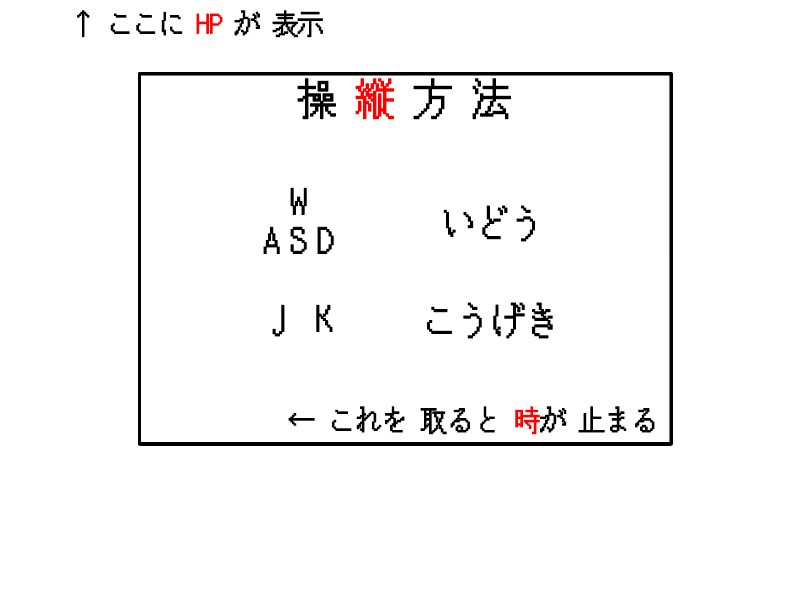 ↑ ここに HP が 表示
操縦方法
W
ASD いどう
J K こうげき
← これを 取ると 時が 止まる